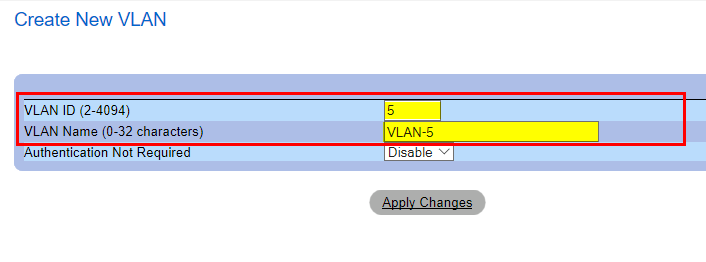 Create New VLAN
VLAN ID (2-4094) 5
VLAN Name (0-32 characters) VLAN-5
Authentication Not Required Disable
Apply Changes